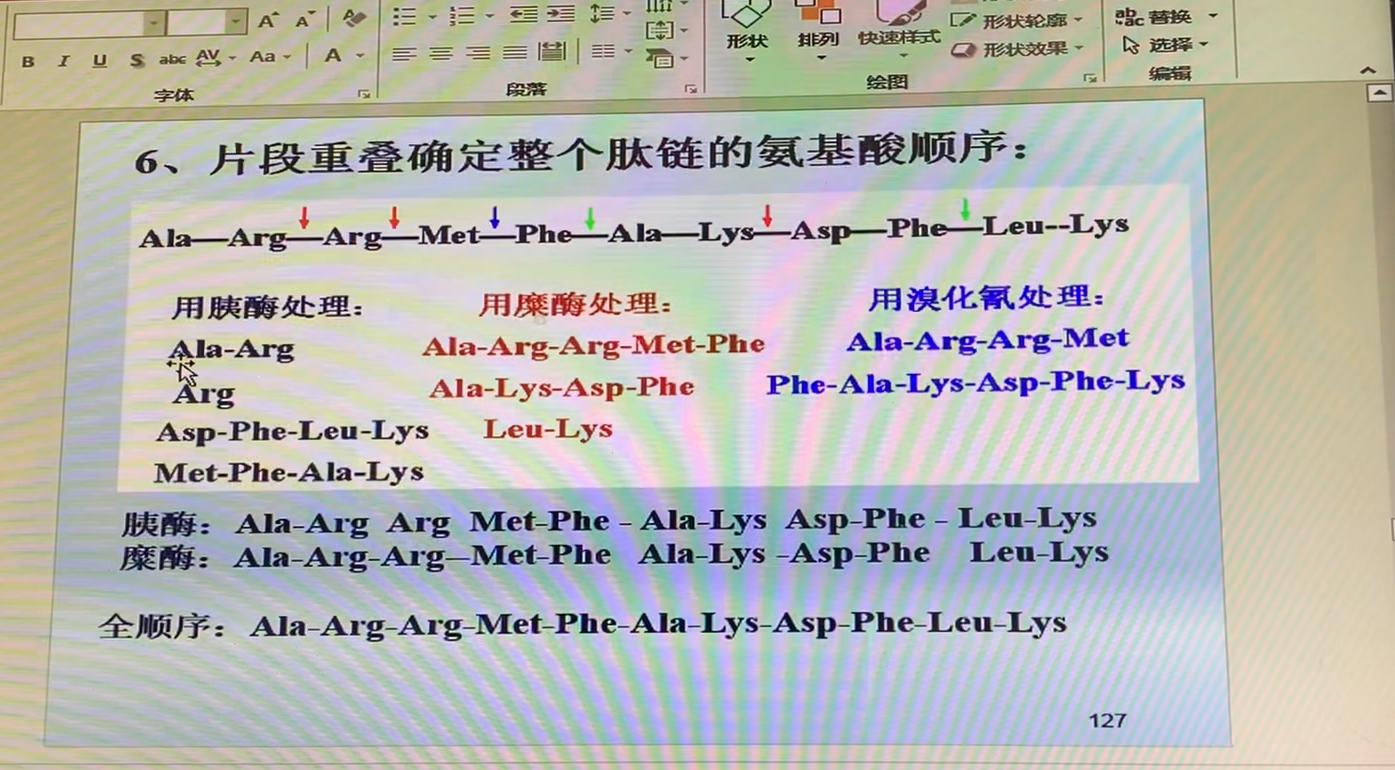 形状 排列 快速样式 形状轮廓 形状效果 替换 选择
B I U S abc AV Aa A
字体 段落 绘图 编辑
6、片段重叠确定整个肽链的氨基酸顺序：
Ala—Arg—Arg—Met—Phe—Ala—Lys—Asp—Phe—Leu--Lys
用胰酶处理： 用糜酶处理： 用溴化氰处理：
Ala-Arg Ala-Arg-Arg-Met-Phe Ala-Arg-Arg-Met
Arg Ala-Lys-Asp-Phe Phe-Ala-Lys-Asp-Phe-Lys
Asp-Phe-Leu-Lys Leu-Lys
Met-Phe-Ala-Lys
胰酶： Ala-Arg Arg Met-Phe - Ala-Lys Asp-Phe - Leu-Lys
糜酶： Ala-Arg-Arg—Met-Phe Ala-Lys -Asp-Phe Leu-Lys
全顺序： Ala-Arg-Arg-Met-Phe-Ala-Lys-Asp-Phe-Leu-Lys
127